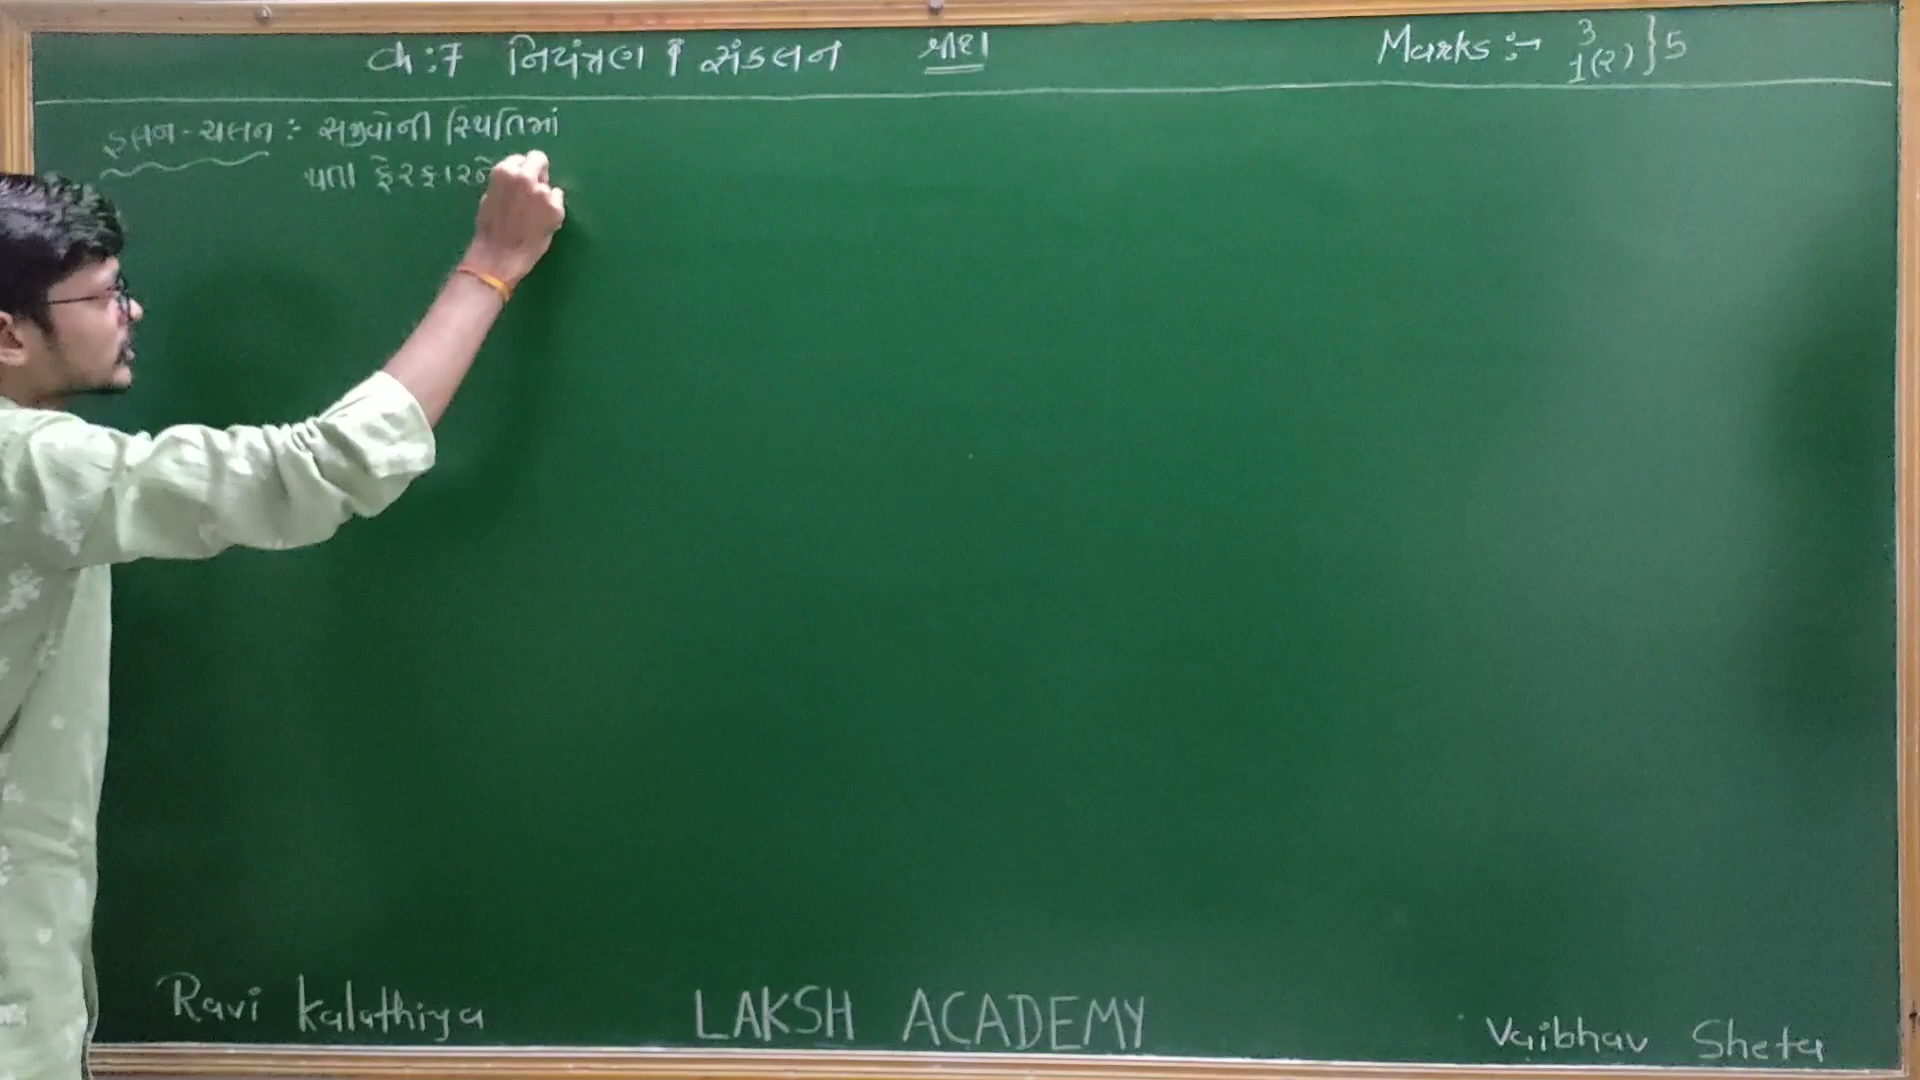 Ch : 7 નિયંત્રણ અને સંકલન
Marks :→ 3
1(2) } 5
હલન - ચલન :- સજીવોની સ્થિતિમાં
થતા ફેરફારને
Ravi Kalathiya
LAKSH ACADEMY
Vaibhav Sheta